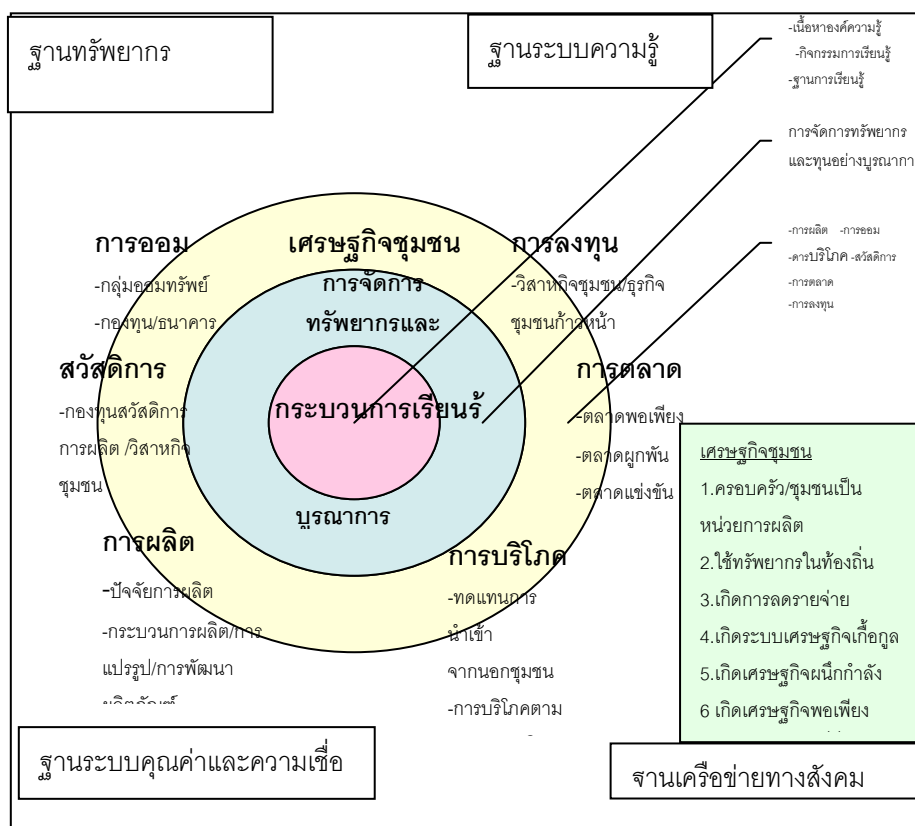 ฐานทรัพยากร
ฐานระบบความรู้
-เนื้อหาองค์ความรู้
-กิจกรรมการเรียนรู้
-ฐานการเรียนรู้
การจัดการทรัพยากร
และทุนอย่างบูรณากา
-การผลิต -การออม
-ดารบริโภค -สวัสดิการ
-การตลาด
-การลงทุน
การออม
-กลุ่มออมทรัพย์
-กองทุน/ธนาคาร
เศรษฐกิจชุมชน
การจัดการ
ทรัพยากรและ
การลงทุน
-วิสาหกิจชุมชน/ธุรกิจ
ชุมชนก้าวหน้า
สวัสดิการ
-กองทุนสวัสดิการ
การผลิต /วิสาหกิจ
ชุมชน
กระบวนการเรียนรู้
การตลาด
-ตลาดพอเพียง
-ตลาดผูกพัน
-ตลาดแข่งขัน
บูรณาการ
การผลิต
-ปัจจัยการผลิต
-กระบวนการผลิต/การ
แปรรูป/การพัฒนา
ผลิตภัณฑ์
การบริโภค
-ทดแทนการ
นำเข้า
จากนอกชุมชน
-การบริโภคตาม
เศรษฐกิจชุมชน
1.ครอบครัว/ชุมชนเป็น
หน่วยการผลิต
2.ใช้ทรัพยากรในท้องถิ่น
3.เกิดการลดรายจ่าย
4.เกิดระบบเศรษฐกิจเกื้อกูล
5.เกิดเศรษฐกิจผนึกกำลัง
6 เกิดเศรษฐกิจพอเพียง
ฐานระบบคุณค่าและความเชื่อ
ฐานเครือข่ายทางสังคม